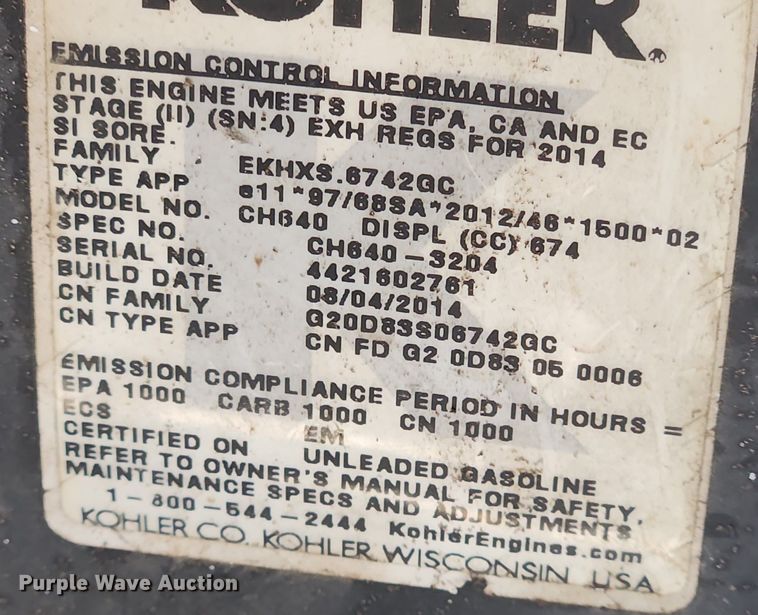 KOHLER®
EMISSION CONTROL INFORMATION
THIS ENGINE MEETS US EPA, CA AND EC
STAGE (II) (SN:4) EXH REGS FOR 2014
SI SORE.
FAMILY EKHXS.6742GC
TYPE APP e11*97/68SA*2012/46*1500*02
MODEL NO. CH640 DISPL (CC) 674
SPEC NO. CH640-3204
SERIAL NO. 4421602761
BUILD DATE 08/04/2014
CN FAMILY G20D83S06742GC
CN TYPE APP CN FD G2 0D83 05 0006
EMISSION COMPLIANCE PERIOD IN HOURS =
EPA 1000 CARB 1000 CN 1000
ECS EM
CERTIFIED ON UNLEADED GASOLINE
REFER TO OWNER'S MANUAL FOR SAFETY,
MAINTENANCE SPECS AND ADJUSTMENTS
1-800-544-2444 KohlerEngines.com
KOHLER CO. KOHLER, WISCONSIN USA
Purple Wave Auction